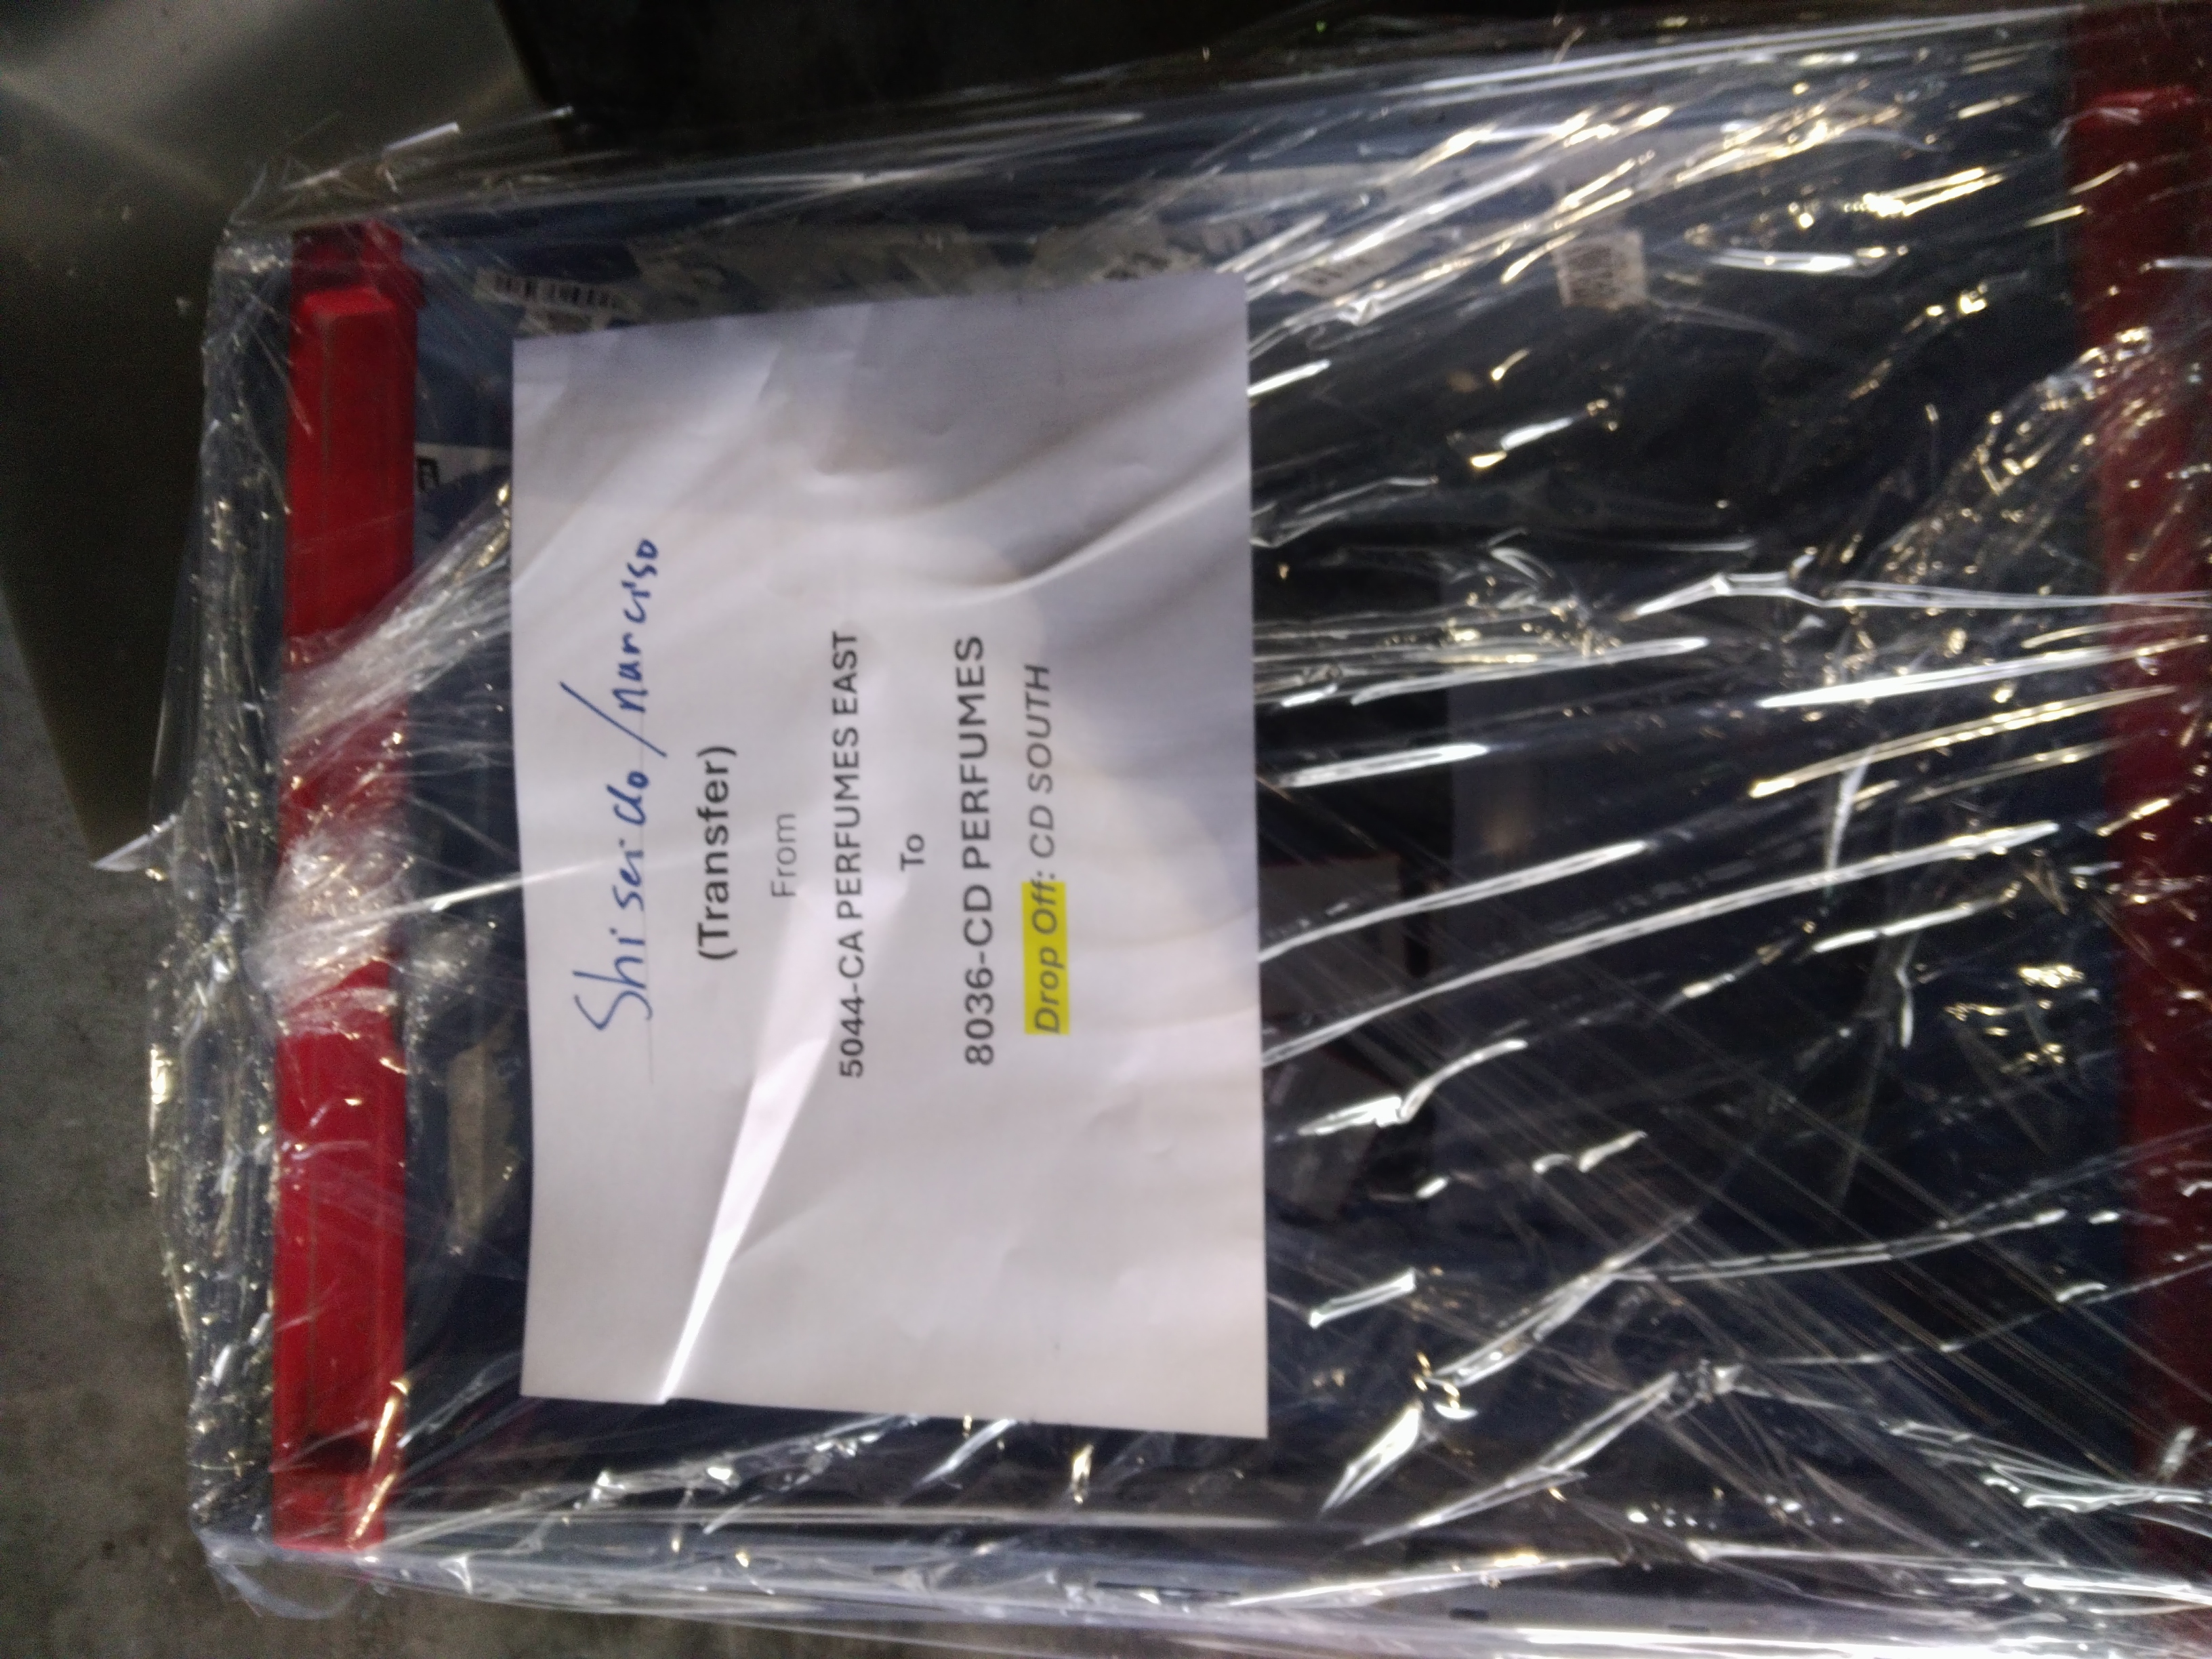 Shiseido/narciso
(Transfer)
From
5044-CA PERFUMES EAST
To
8036-CD PERFUMES
Drop Off: CD SOUTH